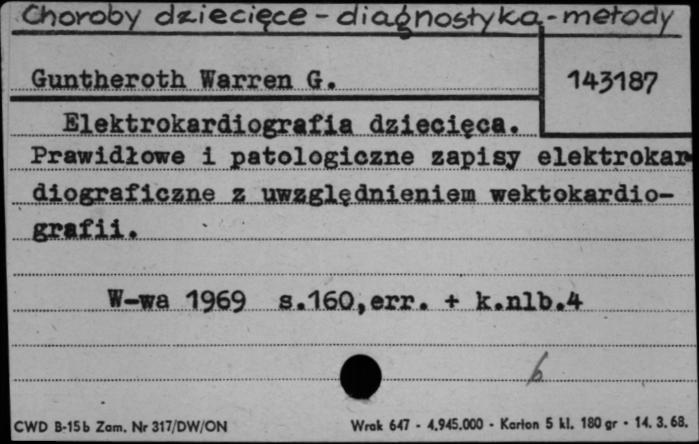 Choroby dziecięce - diagnostyka - metody
Guntheroth Warren G.
143187
Elektrokardiografia dziecięca.
Prawidłowe i patologiczne zapisy elektrokar
diograficzne z uwzględnieniem wektokardio-
grafii.
W-wa 1969 s.160,err. + k.nlb.4
b
CWD B-15b Zam. Nr 317/DW/ON
Wrak 647 - 4.945.000 - Karton 5 kl. 180 gr - 14.3.68.